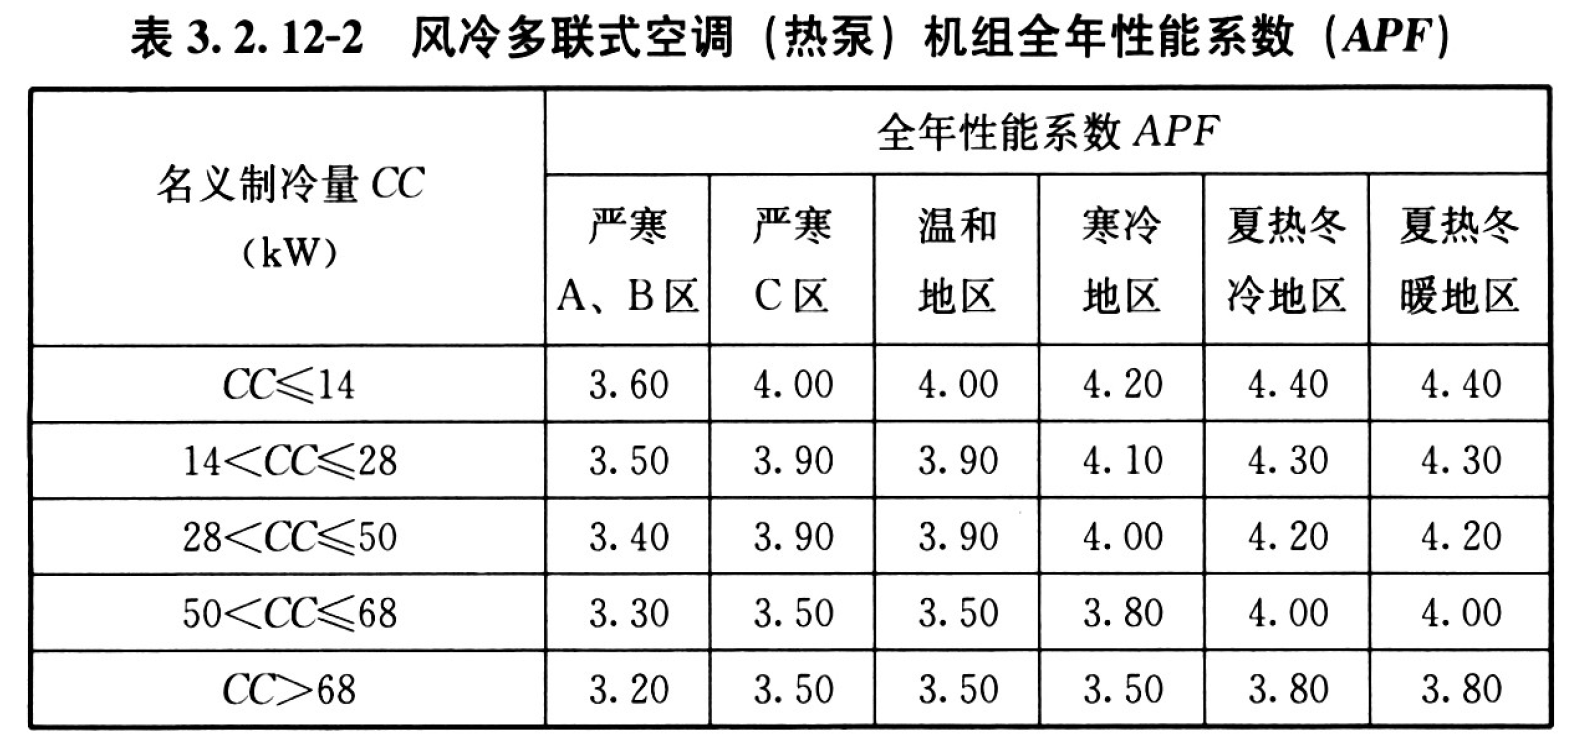 表 3. 2. 12-2 风冷多联式空调（热泵）机组全年性能系数（APF）
名义制冷量 CC
（kW）
全年性能系数 APF
严寒
A、B 区
严寒
C 区
温和
地区
寒冷
地区
夏热冬
冷地区
夏热冬
暖地区
CC≤14 3. 60 4. 00 4. 00 4. 20 4. 40 4. 40
14<CC≤28 3. 50 3. 90 3. 90 4. 10 4. 30 4. 30
28<CC≤50 3. 40 3. 90 3. 90 4. 00 4. 20 4. 20
50<CC≤68 3. 30 3. 50 3. 50 3. 80 4. 00 4. 00
CC>68 3. 20 3. 50 3. 50 3. 50 3. 80 3. 80